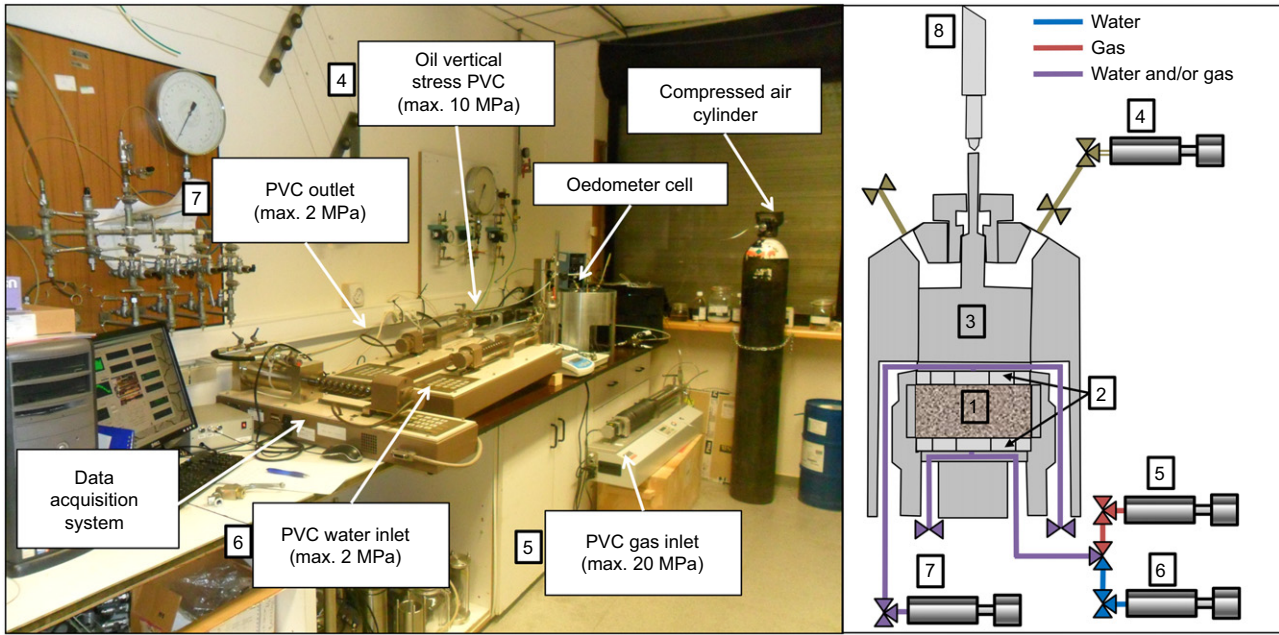 4
Oil vertical
stress PVC
(max. 10 MPa)
Compressed air
cylinder
7
PVC outlet
(max. 2 MPa)
Oedometer cell
Data
acquisition
system
6
PVC water inlet
(max. 2 MPa)
5
PVC gas inlet
(max. 20 MPa)
8
Water
Gas
Water and/or gas
4
3
1
2
5
6
7